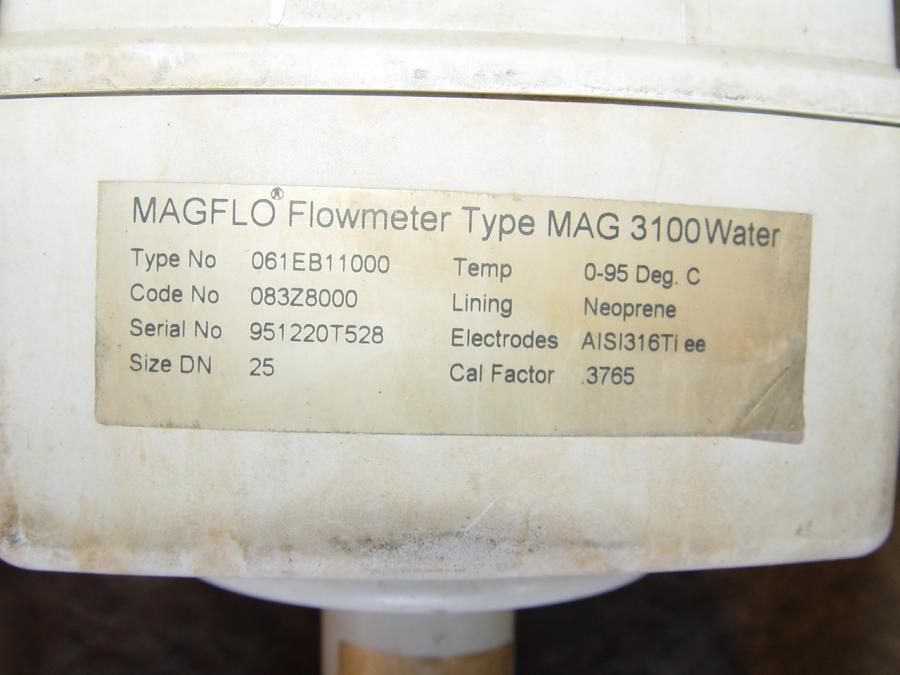 MAGFLO® Flowmeter Type MAG 3100 Water
Type No 061EB11000 Temp 0-95 Deg. C
Code No 083Z8000 Lining Neoprene
Serial No 951220T528 Electrodes AISI316Ti ee
Size DN 25 Cal Factor .3765